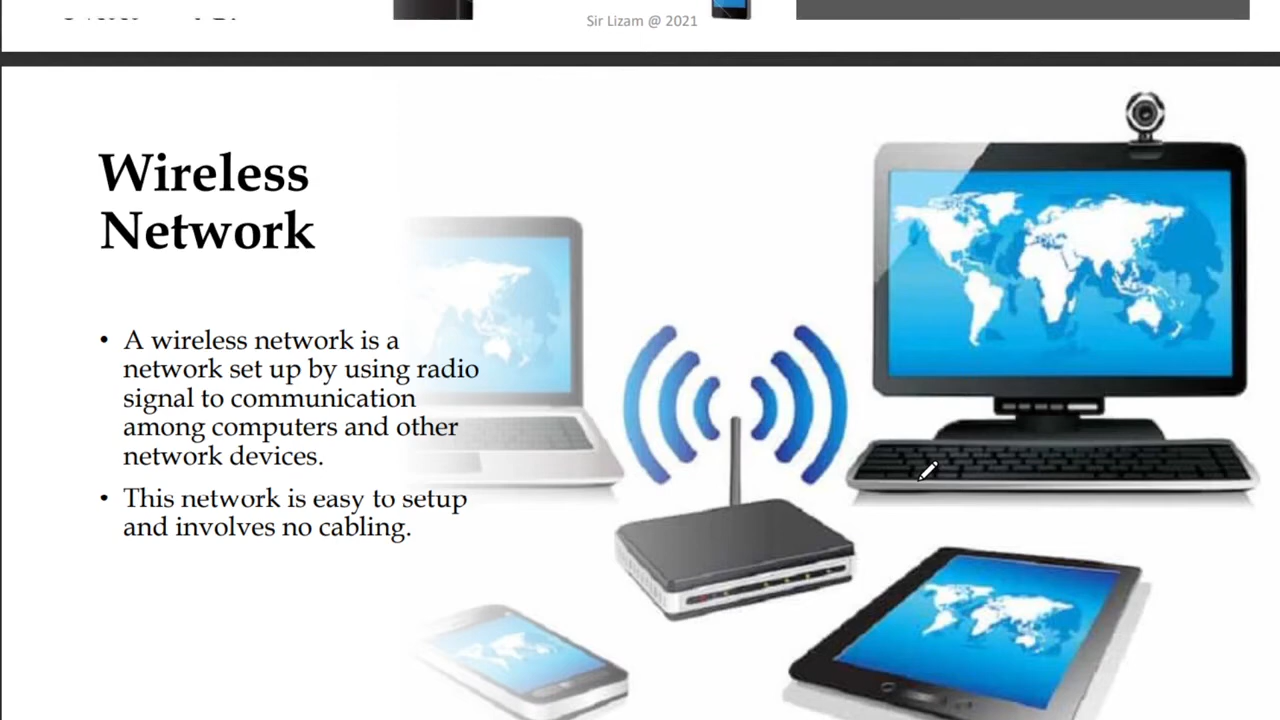 Sir Lizam @ 2021
Wireless
Network
• A wireless network is a
network set up by using radio
signal to communication
among computers and other
network devices.
• This network is easy to setup
and involves no cabling.